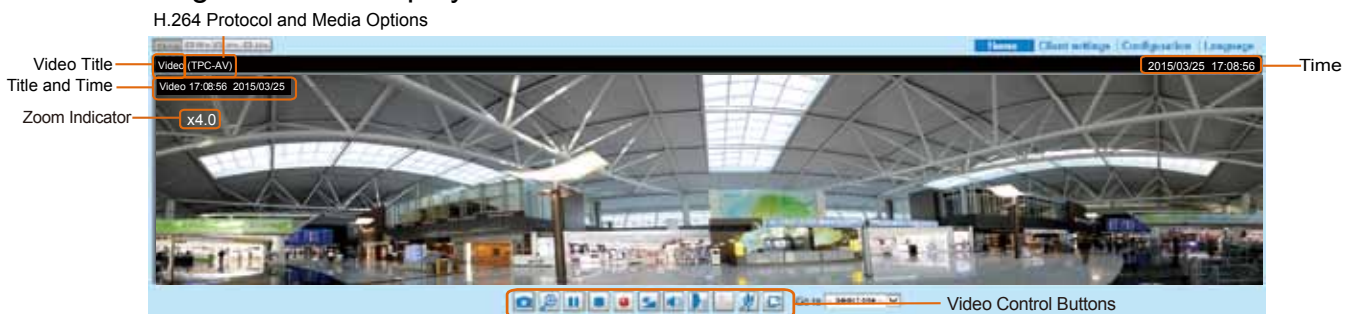 H.264 Protocol and Media Options
Home Client settings Configuration Language
Video Title
Video (TPC-AV)
2015/03/25 17:08:56
Time
Title and Time
Video 17:08:56 2015/03/25
Zoom Indicator
x4.0
Go to
Video Control Buttons